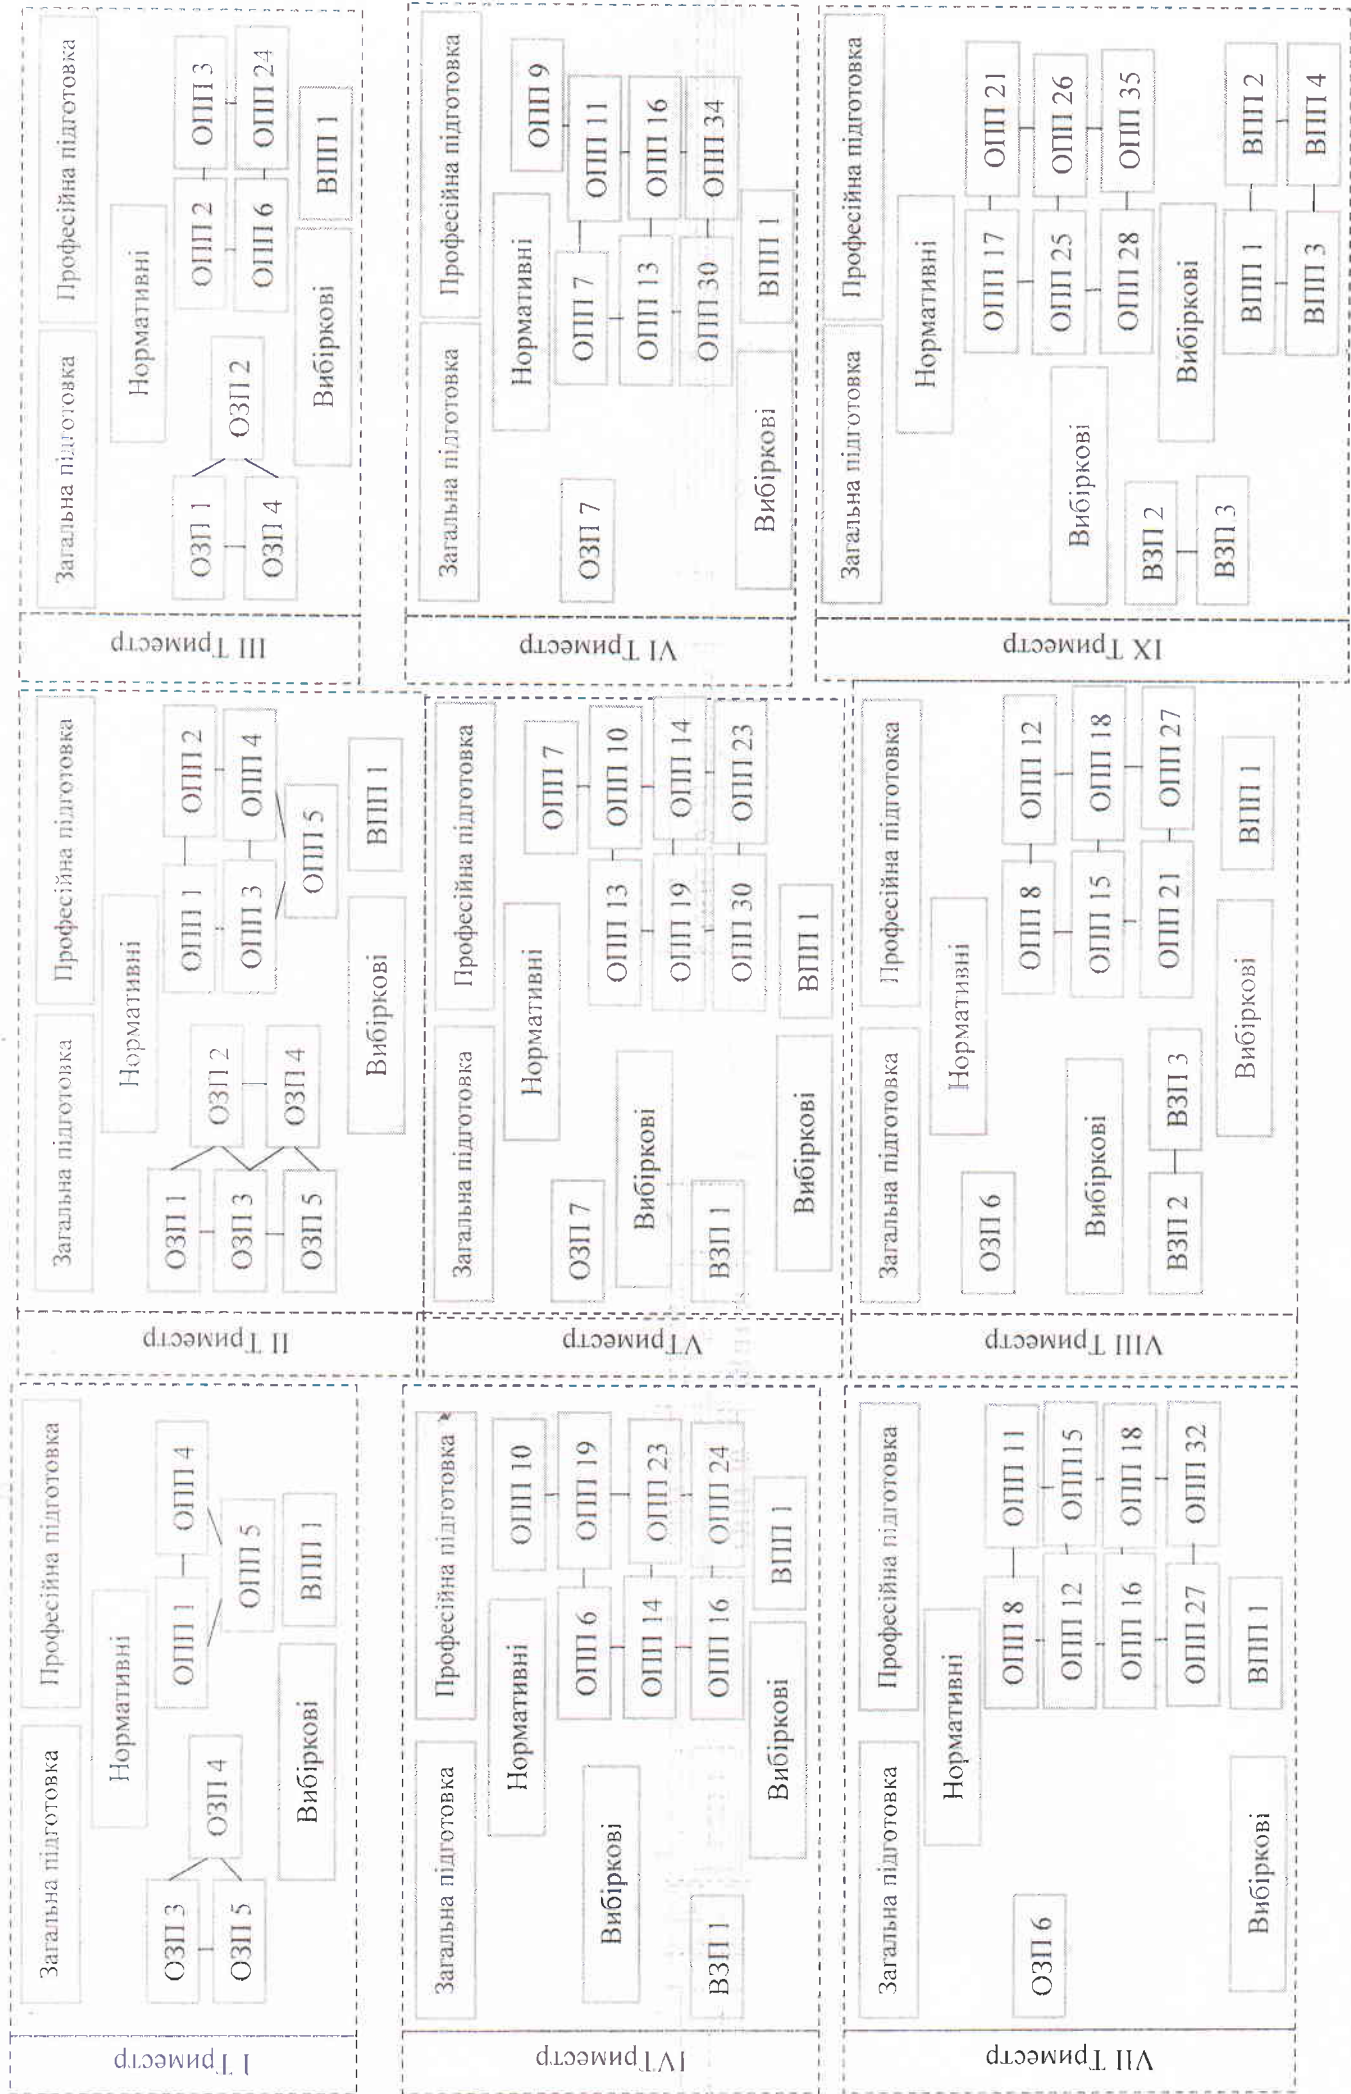 I Триместр
Загальна підготовка
Професійна підготовка
Нормативні
ОЗП 3
ОПП 1
ОПП 4
ОЗП 4
ОЗП 5
ОПП 5
Вибіркові
ВПП 1
II Триместр
Загальна підготовка
Професійна підготовка
Нормативні
ОЗП 1
ОПП 1
ОПП 2
ОЗП 2
ОЗП 3
ОПП 3
ОПП 4
ОЗП 4
ОЗП 5
ОПП 5
Вибіркові
ВПП 1
III Триместр
Загальна підготовка
Професійна підготовка
Нормативні
ОЗП 1
ОПП 2
ОПП 3
ОЗП 2
ОЗП 4
ОПП 6
ОПП 24
Вибіркові
ВПП 1
IVТриместр
Загальна підготовка
Професійна підготовка
Нормативні
ОПП 10
ОПП 6
ОПП 19
Вибіркові
ОПП 14
ОПП 23
ВЗП 1
ОПП 16
ОПП 24
Вибіркові
ВПП 1
VТриместр
Загальна підготовка
Професійна підготовка
Нормативні
ОПП 7
ОЗП 7
ОПП 13
ОПП 10
Вибіркові
ОПП 19
ОПП 14
ВЗП 1
ОПП 30
ОПП 23
Вибіркові
ВПП 1
VI Триместр
Загальна підготовка
Професійна підготовка
Нормативні
ОПП 9
ОЗП 7
ОПП 7
ОПП 11
ОПП 13
ОПП 16
ОПП 30
ОПП 34
Вибіркові
ВПП 1
VII Триместр
Загальна підготовка
Професійна підготовка
Нормативні
ОПП 8
ОПП 11
ОЗП 6
ОПП 12
ОПП15
ОПП 16
ОПП 18
ОПП 27
ОПП 32
Вибіркові
ВПП 1
VIII Триместр
Загальна підготовка
Професійна підготовка
Нормативні
ОЗП 6
ОПП 8
ОПП 12
Вибіркові
ОПП 15
ОПП 18
ВЗП 2
ВЗП 3
ОПП 21
ОПП 27
Вибіркові
ВПП 1
IX Триместр
Загальна підготовка
Професійна підготовка
Нормативні
ОПП 17
ОПП 21
Вибіркові
ОПП 25
ОПП 26
ВЗП 2
ОПП 28
ОПП 35
ВЗП 3
Вибіркові
ВПП 1
ВПП 2
ВПП 3
ВПП 4